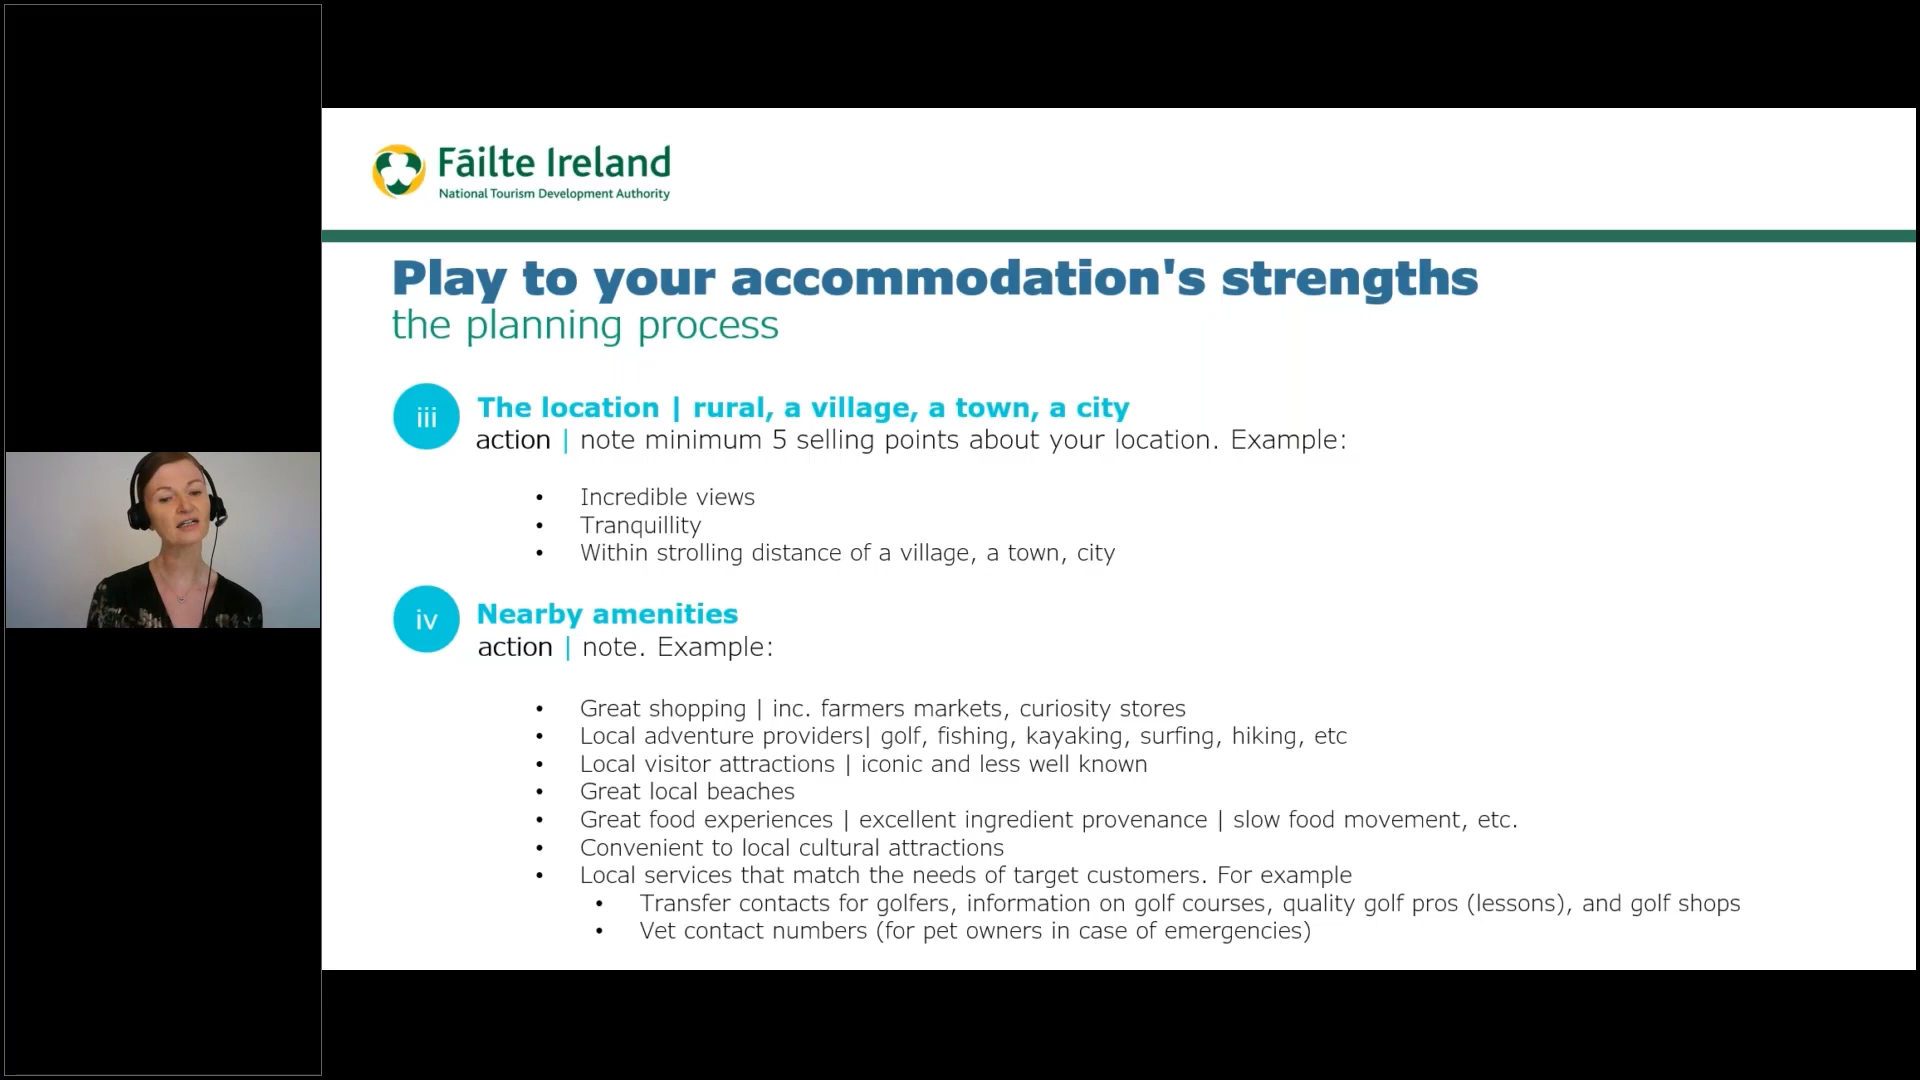 Fáilte Ireland
National Tourism Development Authority
Play to your accommodation's strengths
the planning process
iii
The location | rural, a village, a town, a city
action | note minimum 5 selling points about your location. Example:
• Incredible views
• Tranquillity
• Within strolling distance of a village, a town, city
iv
Nearby amenities
action | note. Example:
• Great shopping | inc. farmers markets, curiosity stores
• Local adventure providers| golf, fishing, kayaking, surfing, hiking, etc
• Local visitor attractions | iconic and less well known
• Great local beaches
• Great food experiences | excellent ingredient provenance | slow food movement, etc.
• Convenient to local cultural attractions
• Local services that match the needs of target customers. For example
• Transfer contacts for golfers, information on golf courses, quality golf pros (lessons), and golf shops
• Vet contact numbers (for pet owners in case of emergencies)